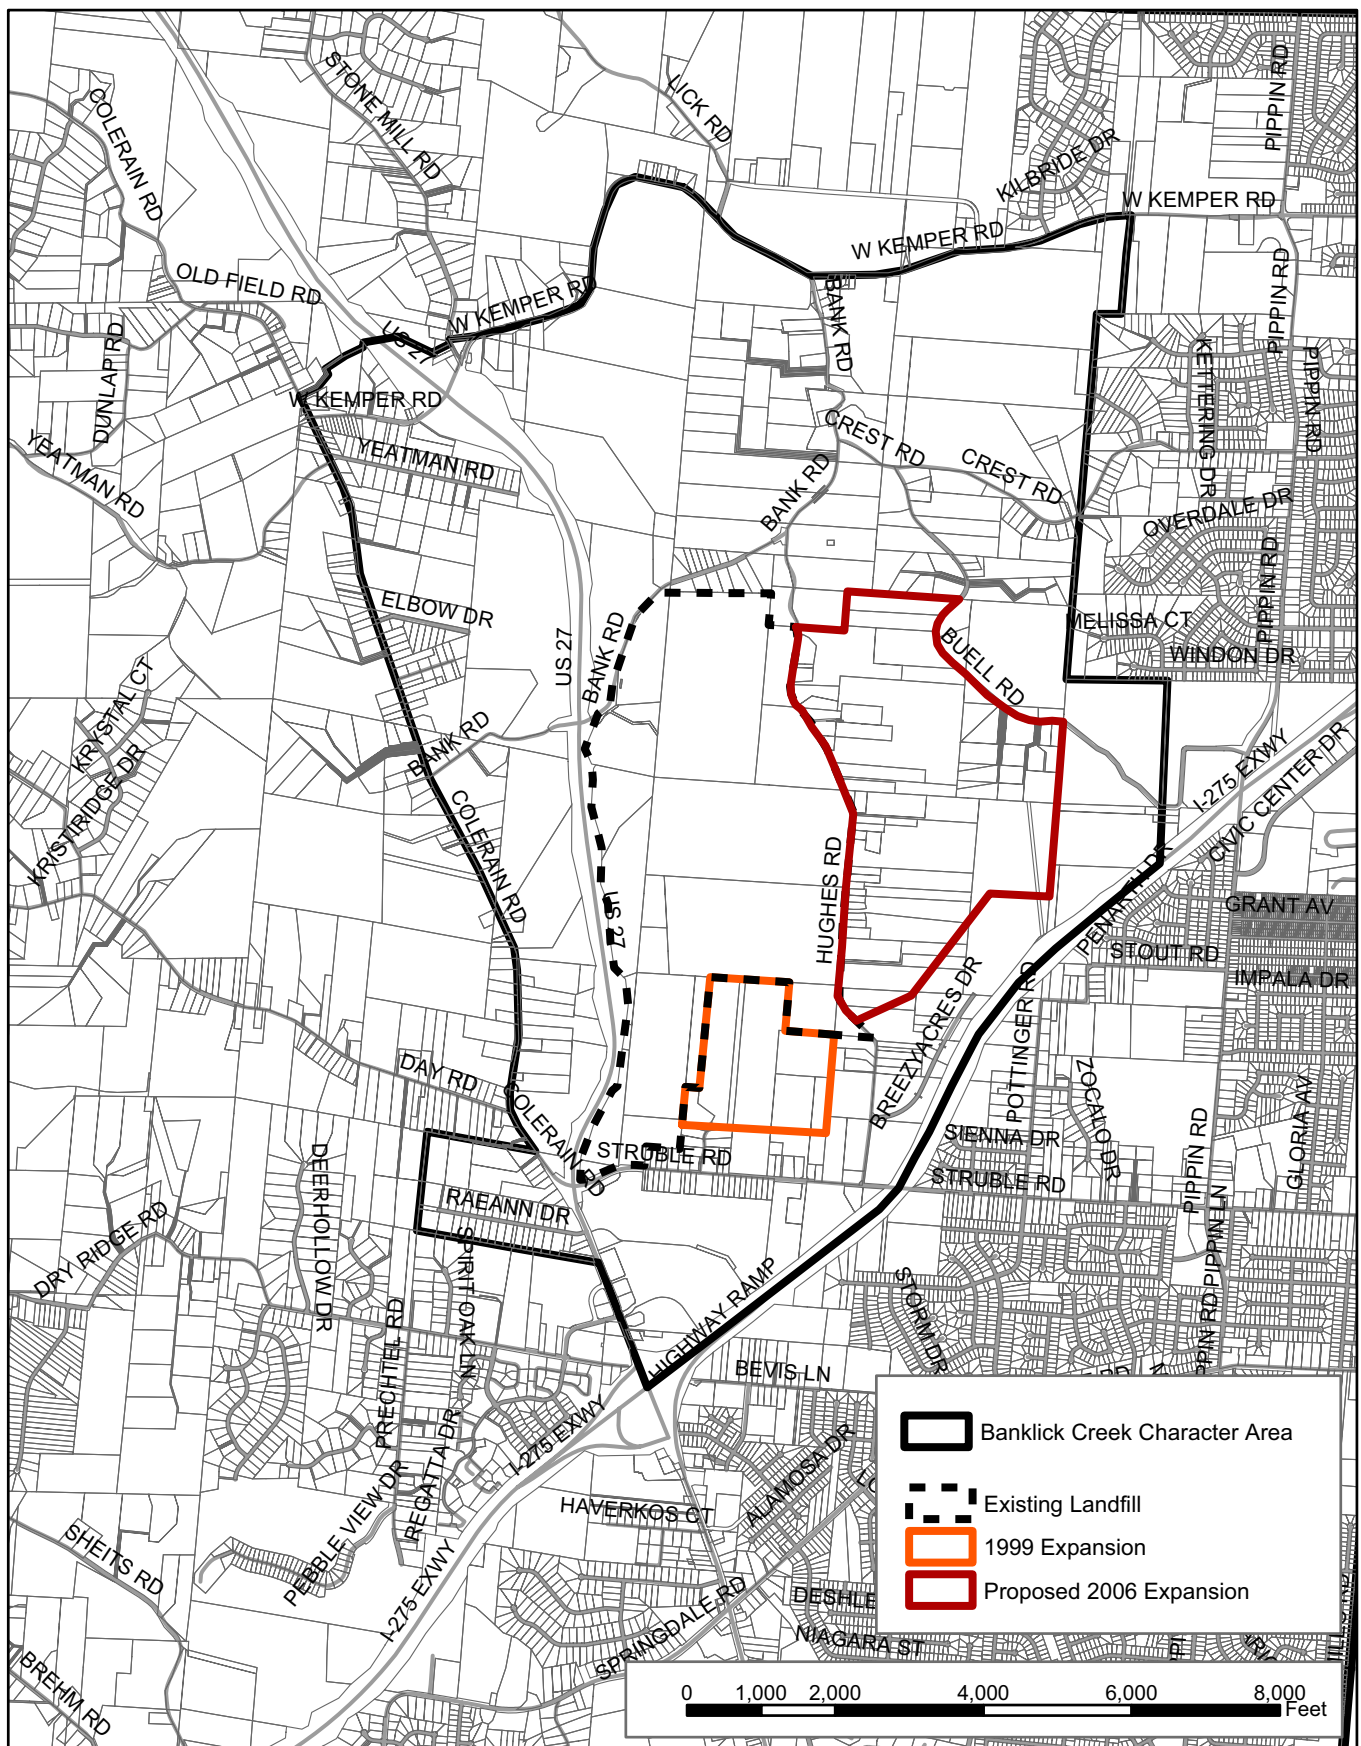 STONE MILL RD
LICK RD
PIPPIN RD
COLERAIN RD
KILBRIDE DR
W KEMPER RD
W KEMPER RD
OLD FIELD RD
W KEMPER RD
BANK RD
PIPPIN RD
US 27
DUNLAP RD
KETTERING DR
PIPPIN RD
W KEMPER RD
YEATMAN RD
YEATMAN RD
CREST RD
CREST RD
BANK RD
OVERDALE DR
PIPPIN RD
ELBOW DR
MELISSA CT
WINDON DR
BUELL RD
US 27
BANK RD
KRYSTAL CT
BANK RD
I-275 EXWY
CIVIC CENTER DR
KRISTIRIDGE DR
COLERAIN RD
HUGHES RD
PENARTH DR
GRANT AV
US 27
STOUT RD
IMPALA DR
BREEZYACRES DR
POTTINGER RD
DAY RD
COLERAIN RD
ZOCALO DR
GLORIA AV
PIPPIN RD
SIENNA DR
STRUBLE RD
STRUBLE RD
DEERHOLLOW DR
RAEANN DR
DRY RIDGE RD
SPIRIT OAK LN
PIPPIN LN
HIGHWAY RAMP
STORM DR
PRECHTEL RD
PPIN RD
BEVIS LN
REGATTA DR
I-275 EXWY
ALAMOSA DR
PEBBLE VIEW DR
HAVERKOS CT
SHEITS RD
I-275 EXWY
SPRINGDALE RD
DESHLE
NIAGARA ST
BREHM RD
Banklick Creek Character Area
Existing Landfill
1999 Expansion
Proposed 2006 Expansion
0 1,000 2,000 4,000 6,000 8,000
Feet